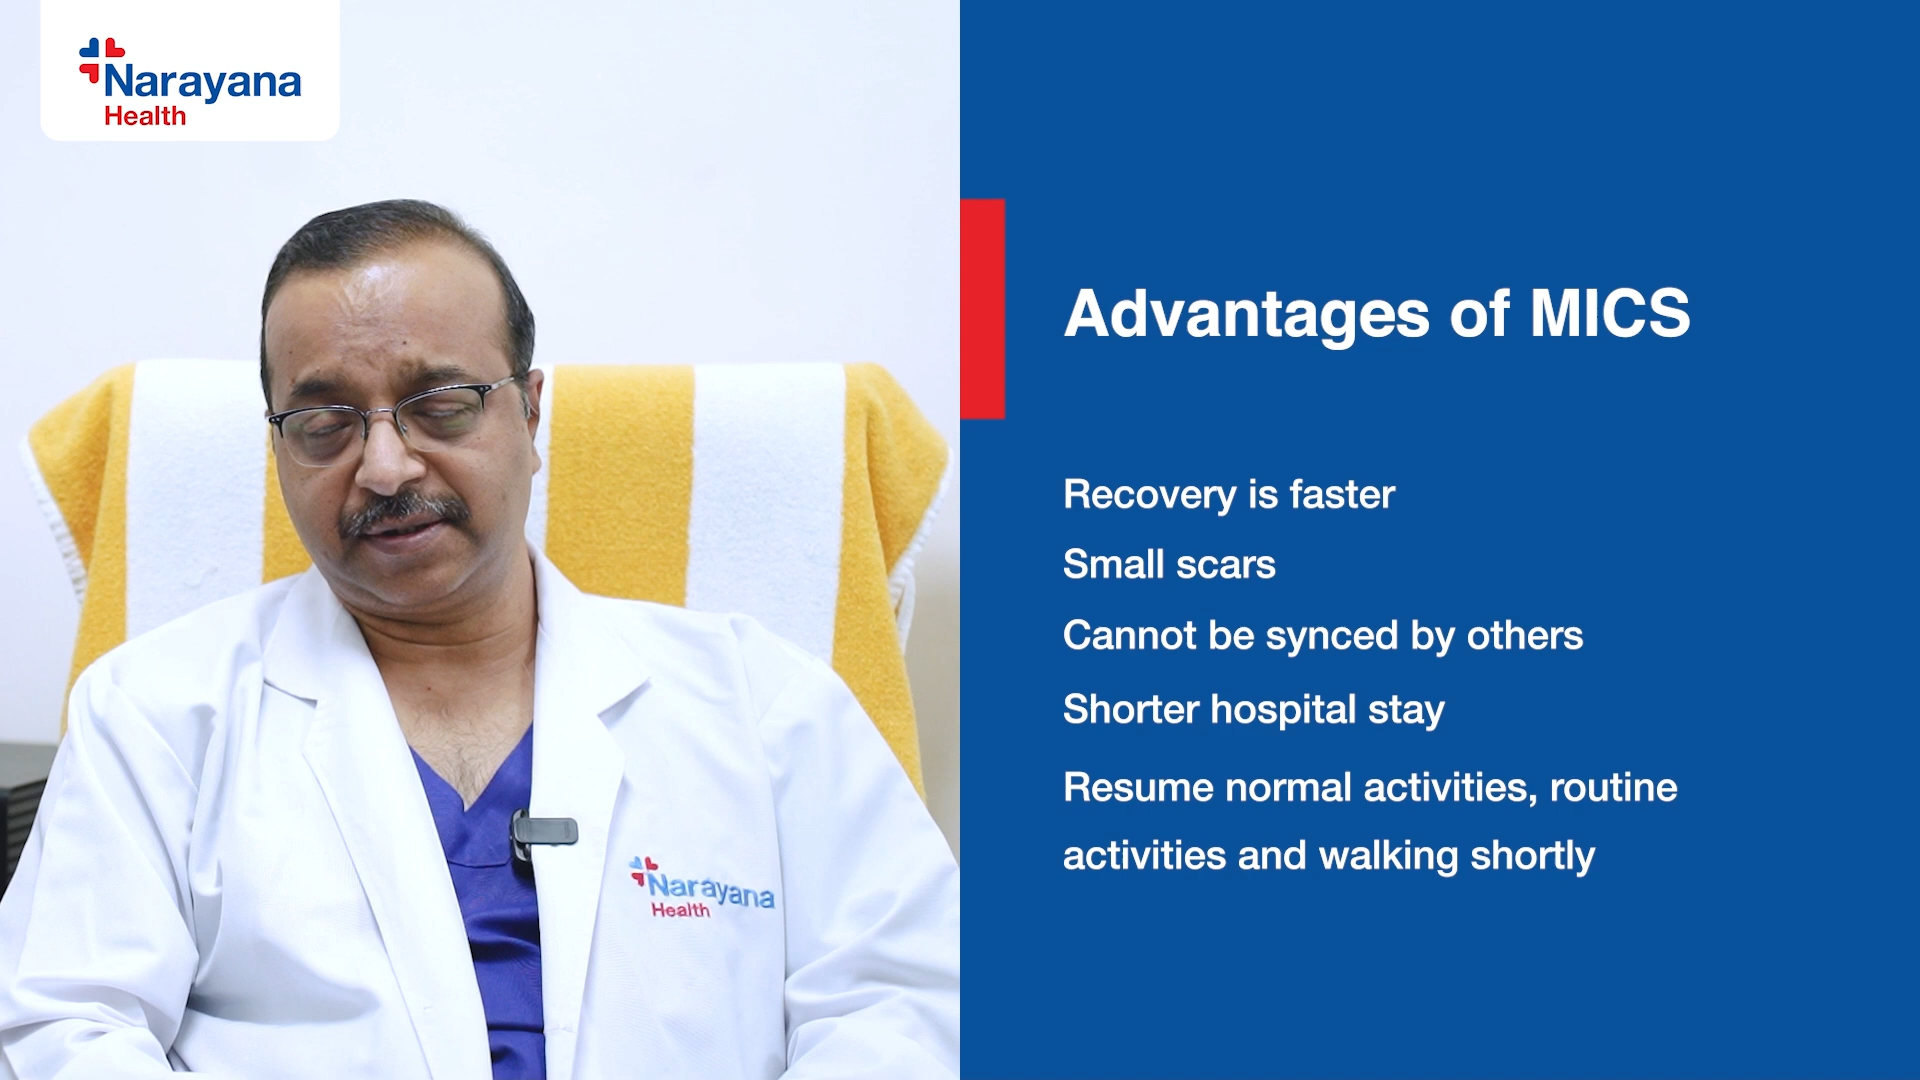 Narayana
Health
Advantages of MICS
Recovery is faster
Small scars
Cannot be synced by others
Shorter hospital stay
Resume normal activities, routine
activities and walking shortly
Narayana
Health